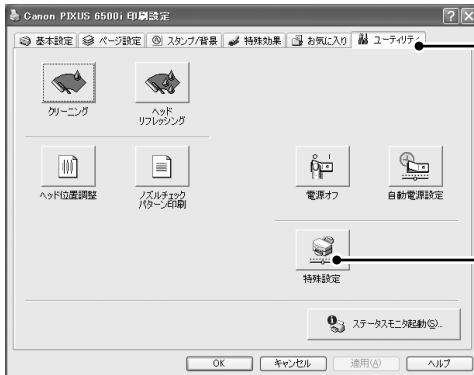 Canon PIXUS 6500i 印刷設定
基本設定 ページ設定 スタンプ/背景 特殊効果 お気に入り ユーティリティ
クリーニング
ヘッド
リフレッシング
ヘッド位置調整
ノズルチェック
パターン印刷
電源オフ
自動電源設定
特殊設定
ステータスモニタ起動(S)...
OK キャンセル 適用(A) ヘルプ